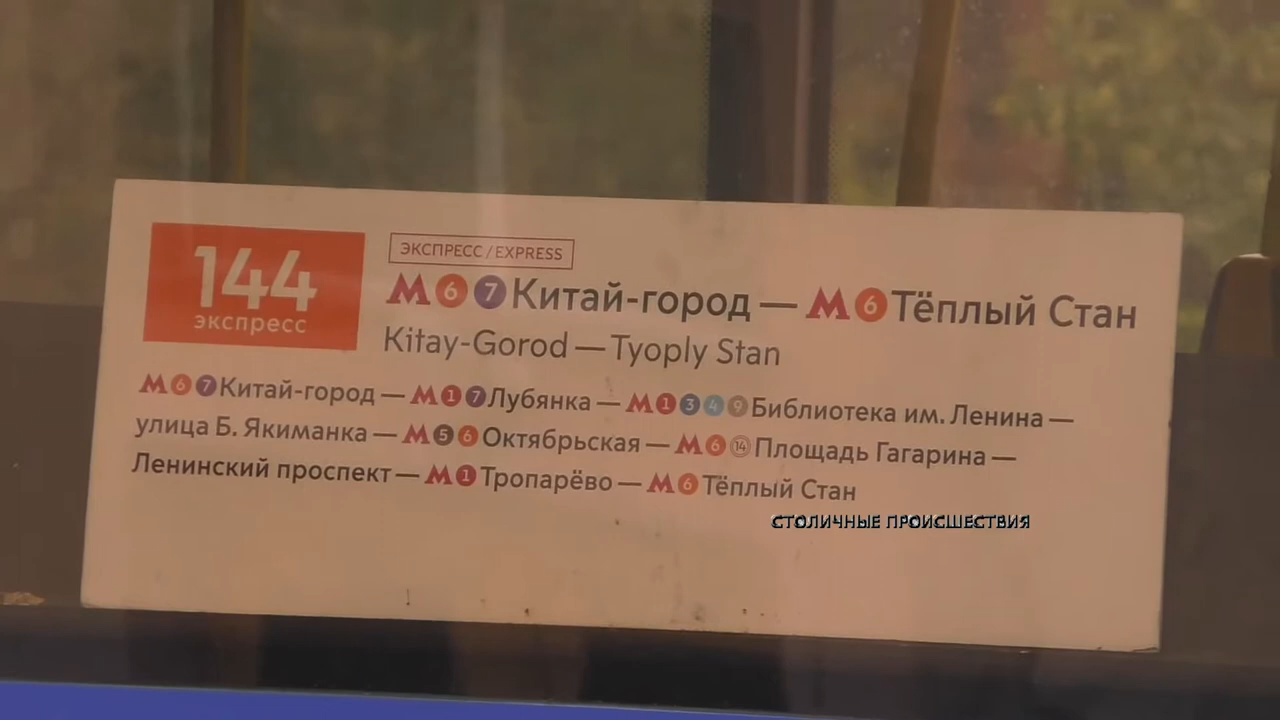 144
экспресс
ЭКСПРЕСС / EXPRESS
М 6 7 Китай-город — М 6 Тёплый Стан
Kitay-Gorod — Tyoply Stan
М 6 7 Китай-город — М 1 7 Лубянка — М 1 3 4 9 Библиотека им. Ленина —
улица Б. Якиманка — М 5 6 Октябрьская — М 6 14 Площадь Гагарина —
Ленинский проспект — М 1 Тропарёво — М 6 Тёплый Стан
СТОЛИЧНЫЕ ПРОИСШЕСТВИЯ